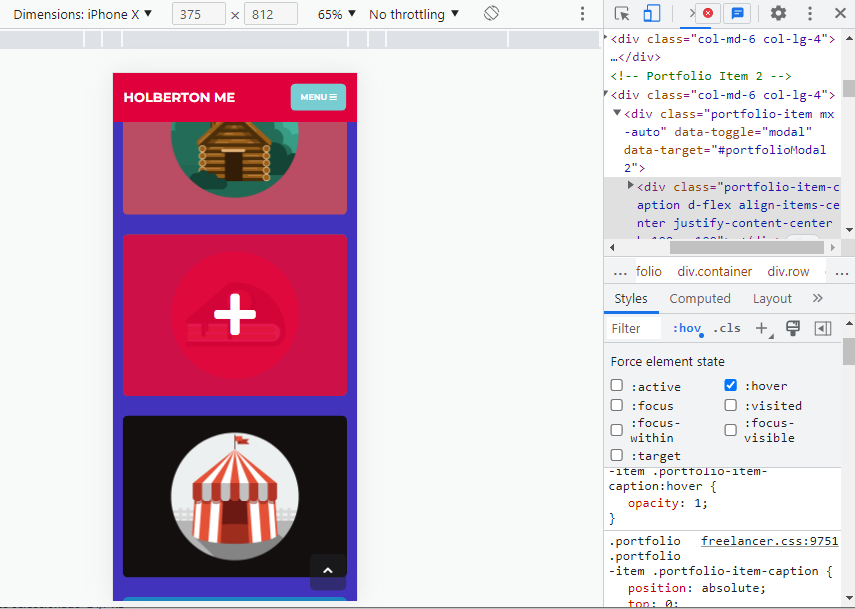 Dimensions: iPhone X ▼ 375 × 812 65% ▼ No throttling ▼
HOLBERTON ME
MENU
<div class="col-md-6 col-lg-4">
…</div>
<!-- Portfolio Item 2 -->
<div class="col-md-6 col-lg-4">
<div class="portfolio-item mx
-auto" data-toggle="modal"
data-target="#portfolioModal
2">
<div class="portfolio-item-c
aption d-flex align-items-ce
nter justify-content-center
... folio div.container div.row ...
Styles Computed Layout »
Filter :hov .cls +
Force element state
:active :hover
:focus :visited
:focus-within :focus-visible
:target
-item .portfolio-item-
caption:hover {
opacity: 1;
}
.portfolio freelancer.css:9751
.portfolio
-item .portfolio-item-caption {
position: absolute;
top: 0;